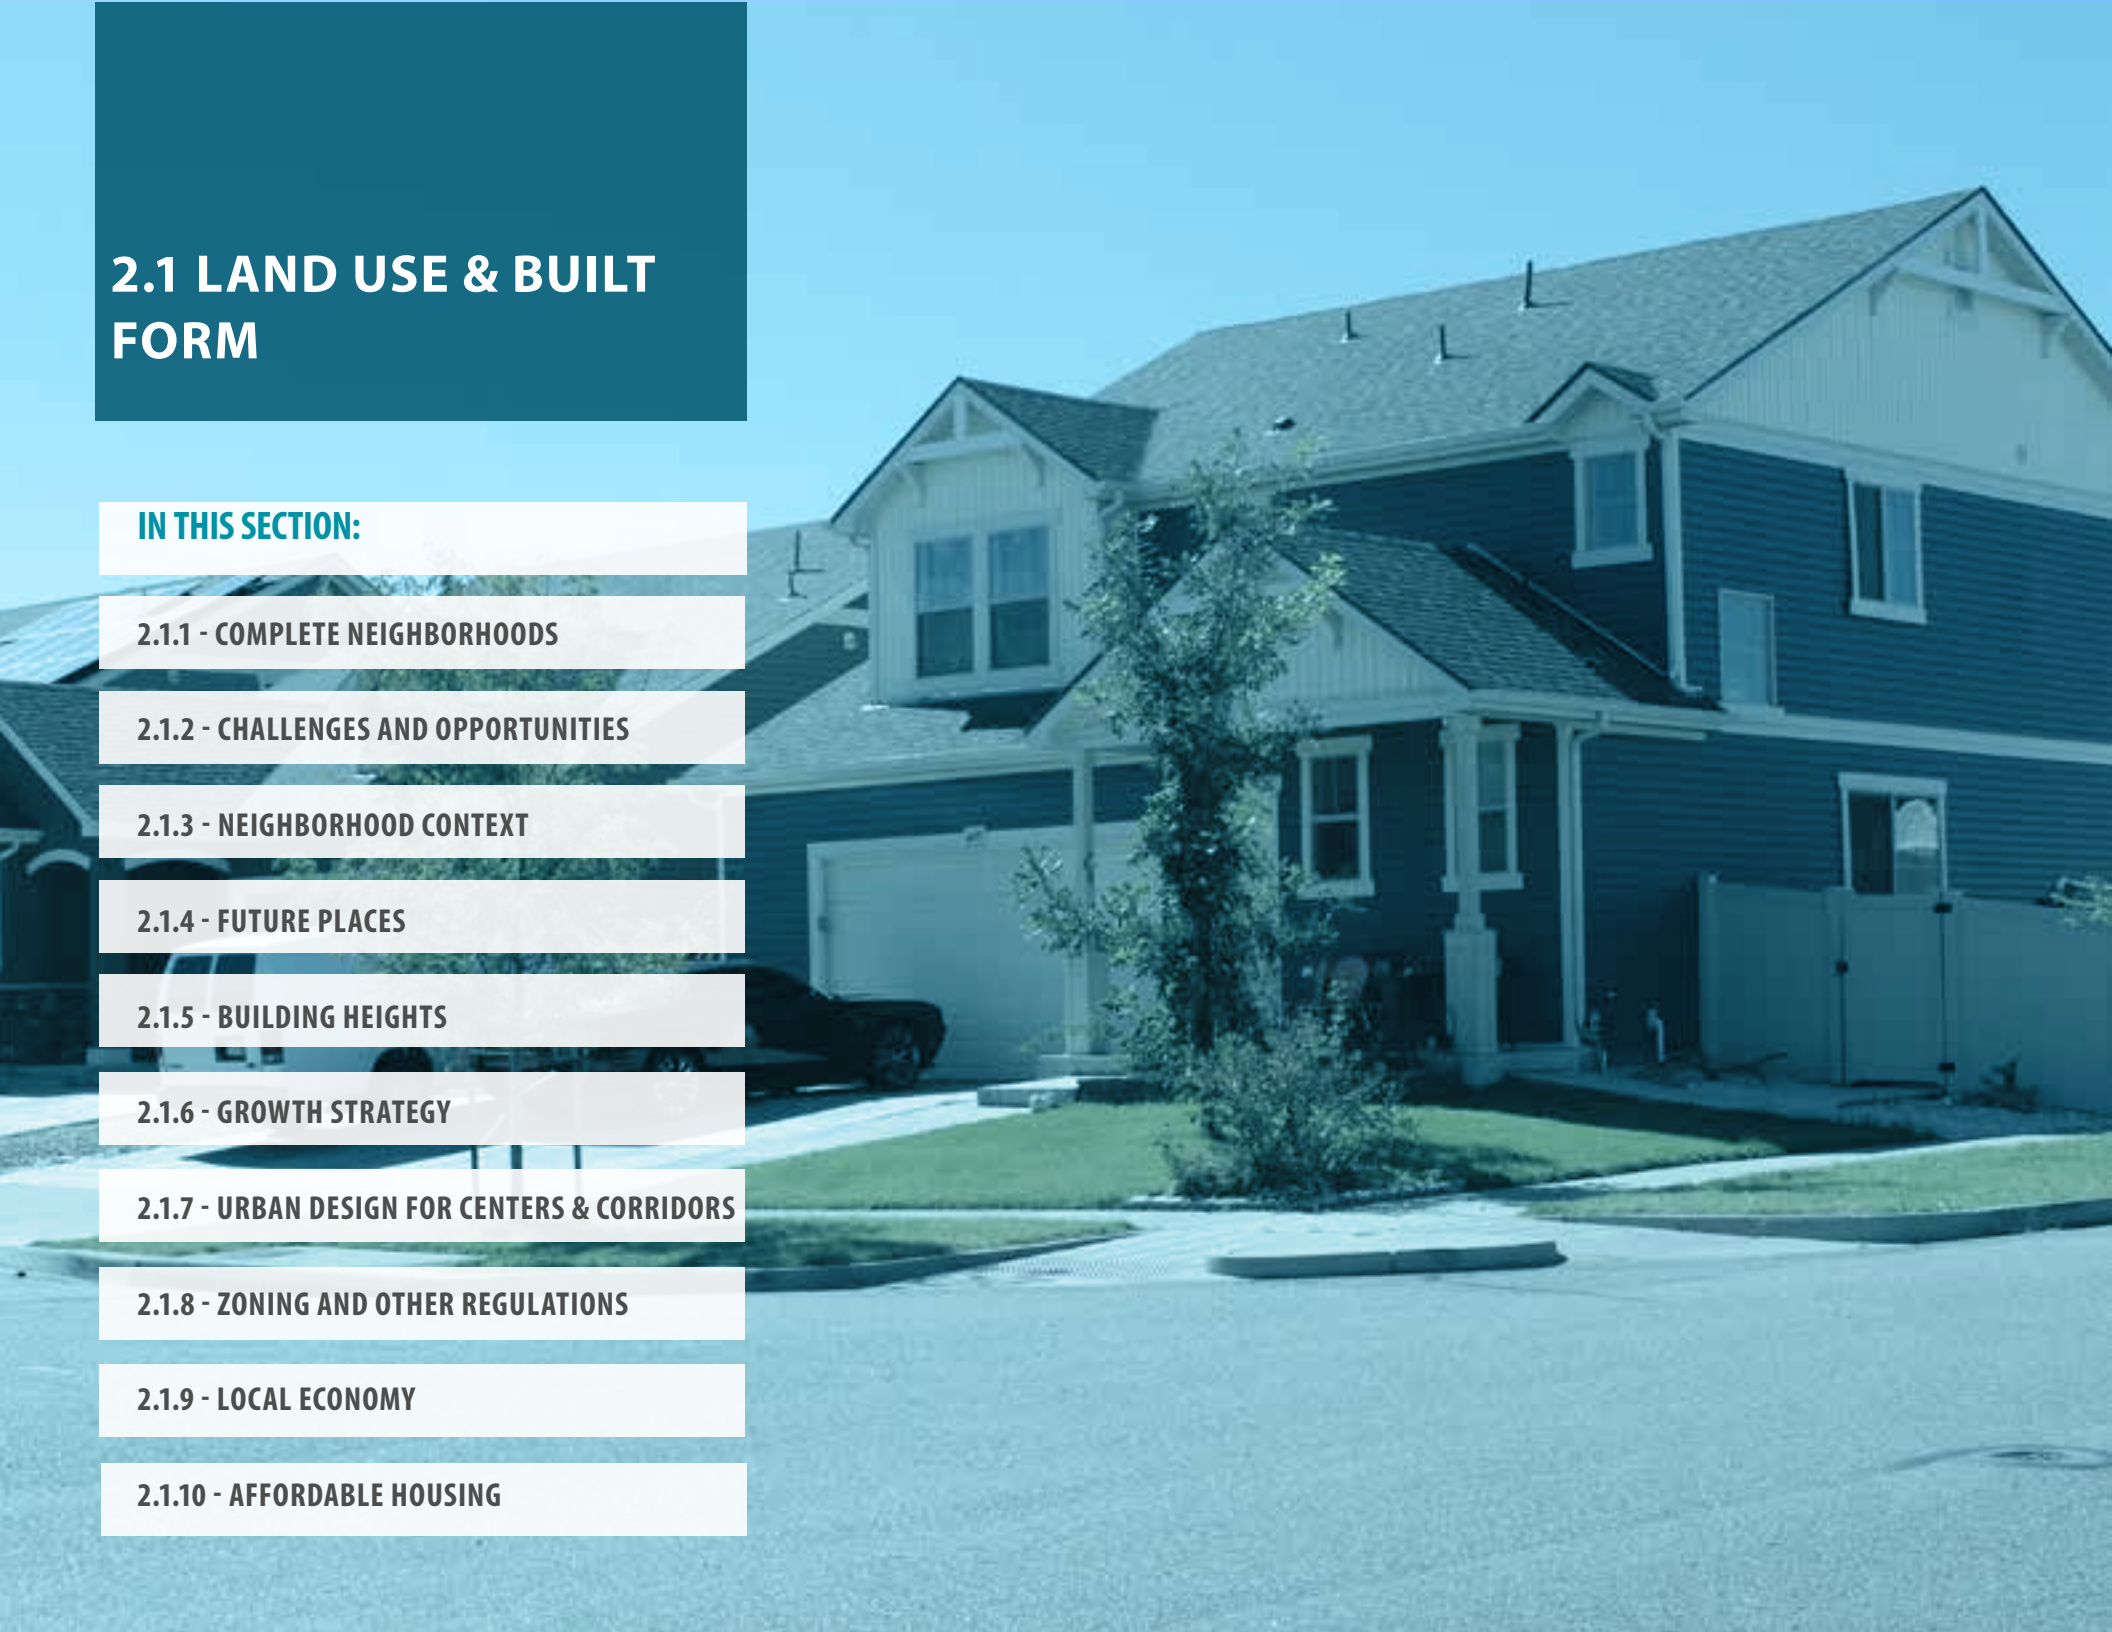 2.1 LAND USE & BUILT
FORM
IN THIS SECTION:
2.1.1 - COMPLETE NEIGHBORHOODS
2.1.2 - CHALLENGES AND OPPORTUNITIES
2.1.3 - NEIGHBORHOOD CONTEXT
2.1.4 - FUTURE PLACES
2.1.5 - BUILDING HEIGHTS
2.1.6 - GROWTH STRATEGY
2.1.7 - URBAN DESIGN FOR CENTERS & CORRIDORS
2.1.8 - ZONING AND OTHER REGULATIONS
2.1.9 - LOCAL ECONOMY
2.1.10 - AFFORDABLE HOUSING